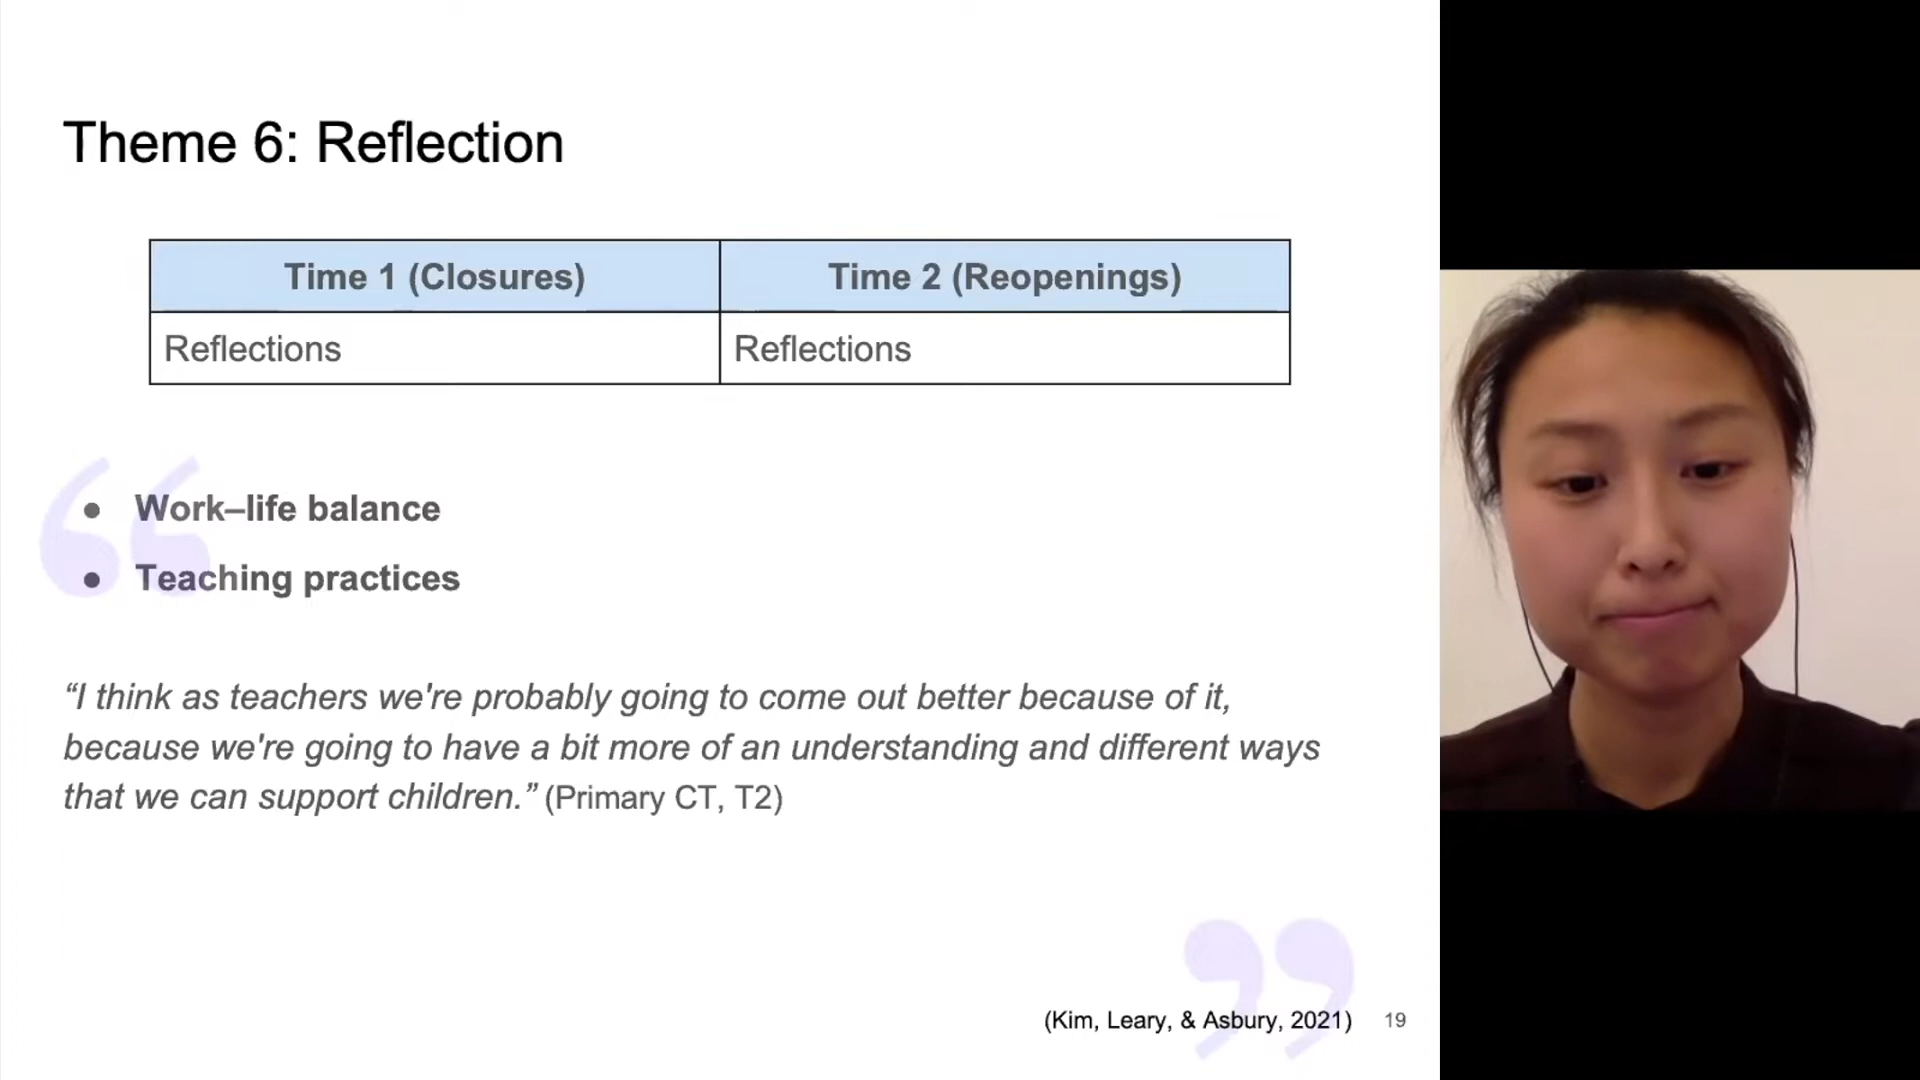 Theme 6: Reflection
Time 1 (Closures) Time 2 (Reopenings)
Reflections Reflections
● Work–life balance
● Teaching practices
“I think as teachers we're probably going to come out better because of it,
because we're going to have a bit more of an understanding and different ways
that we can support children.” (Primary CT, T2)
(Kim, Leary, & Asbury, 2021) 19